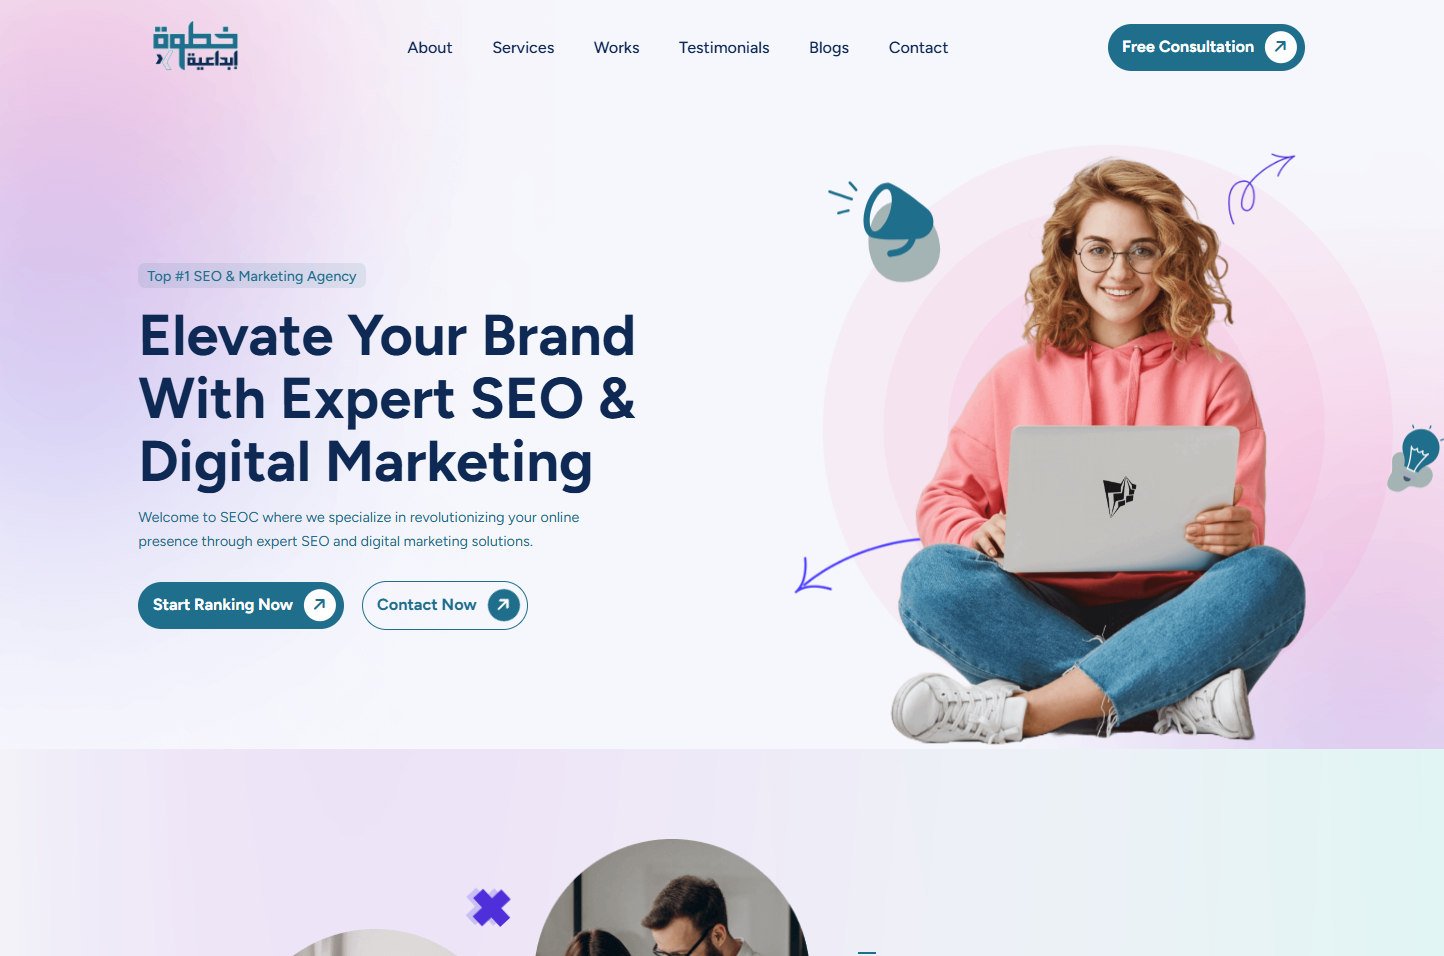 خطوة
إبداعية
About
Services
Works
Testimonials
Blogs
Contact
Free Consultation
Top #1 SEO & Marketing Agency
Elevate Your Brand
With Expert SEO &
Digital Marketing
Welcome to SEOC where we specialize in revolutionizing your online
presence through expert SEO and digital marketing solutions.
Start Ranking Now
Contact Now